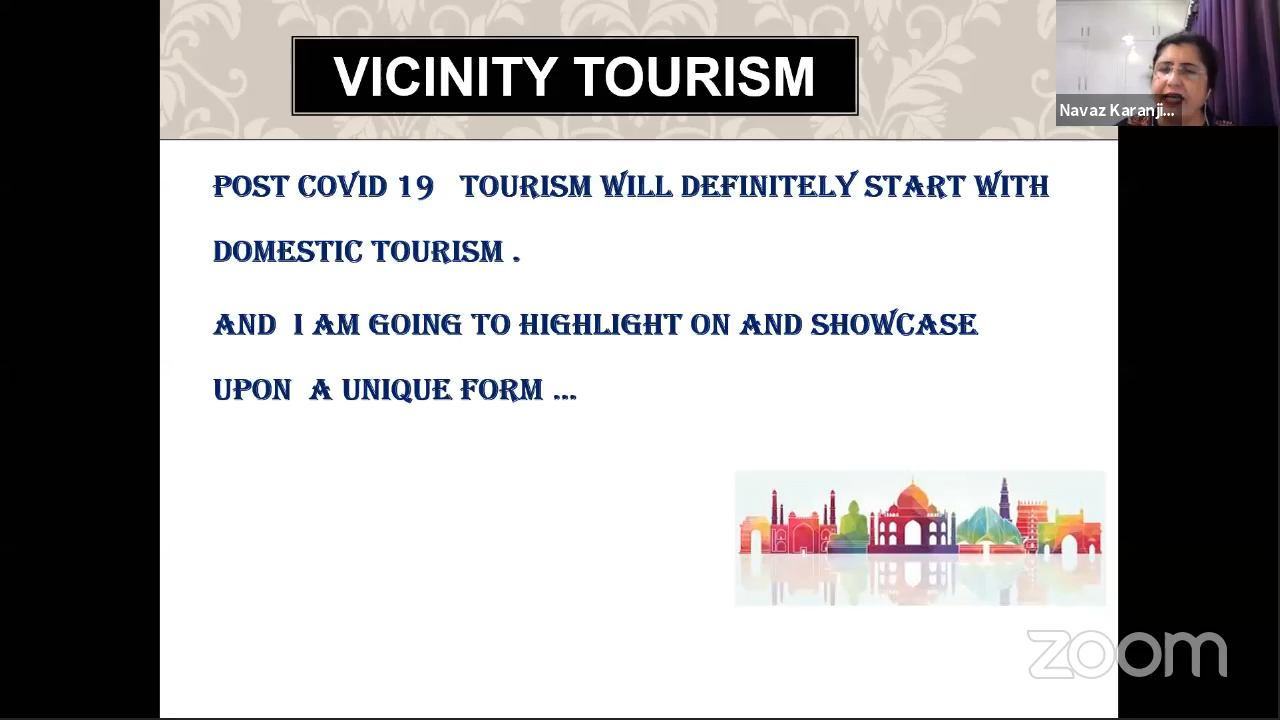 VICINITY TOURISM
Navaz Karanji...
POST COVID 19 TOURISM WILL DEFINITELY START WITH
DOMESTIC TOURISM .
AND I AM GOING TO HIGHLIGHT ON AND SHOWCASE
UPON A UNIQUE FORM ...
zoom